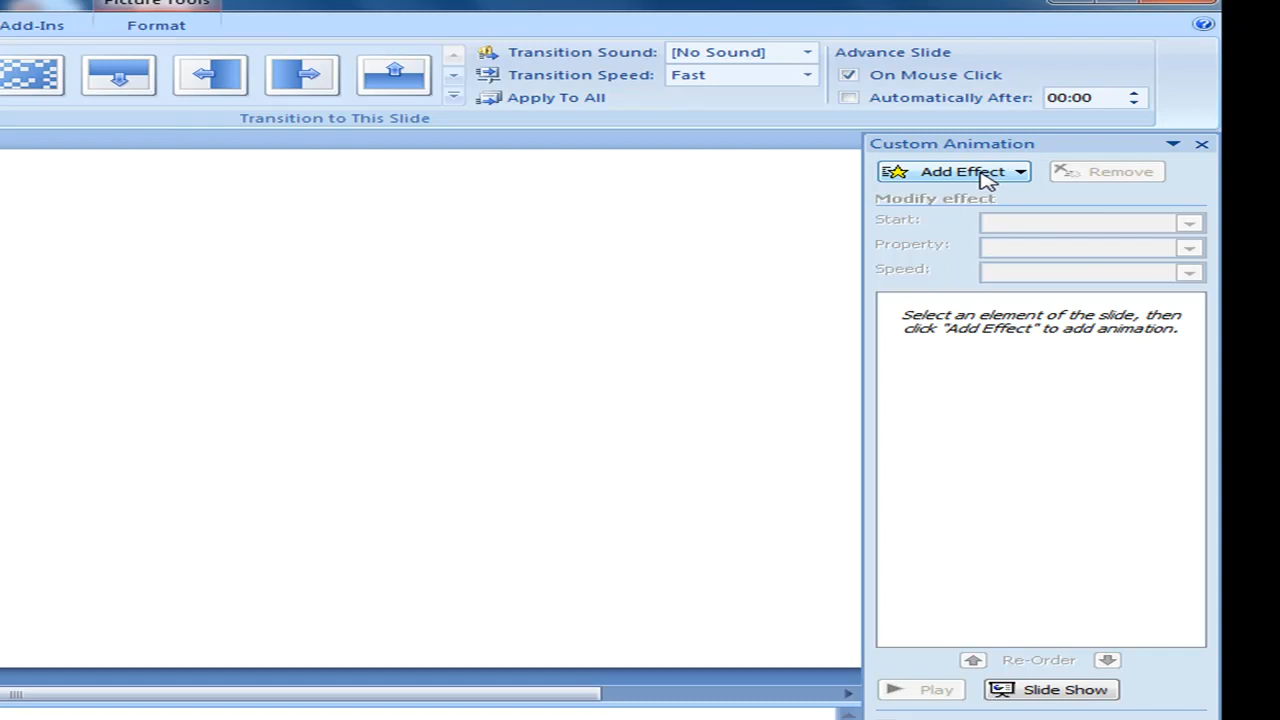 Picture Tools
Add-Ins
Format
Transition Sound: [No Sound]
Transition Speed: Fast
Apply To All
Advance Slide
On Mouse Click
Automatically After: 00:00
Transition to This Slide
Custom Animation
Add Effect
Remove
Modify effect
Start:
Property:
Speed:
Select an element of the slide, then
click "Add Effect" to add animation.
Re-Order
Play
Slide Show